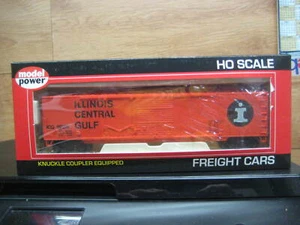 model
power
HO SCALE
ILLINOIS
CENTRAL
GULF
KNUCKLE COUPLER EQUIPPED
FREIGHT CARS